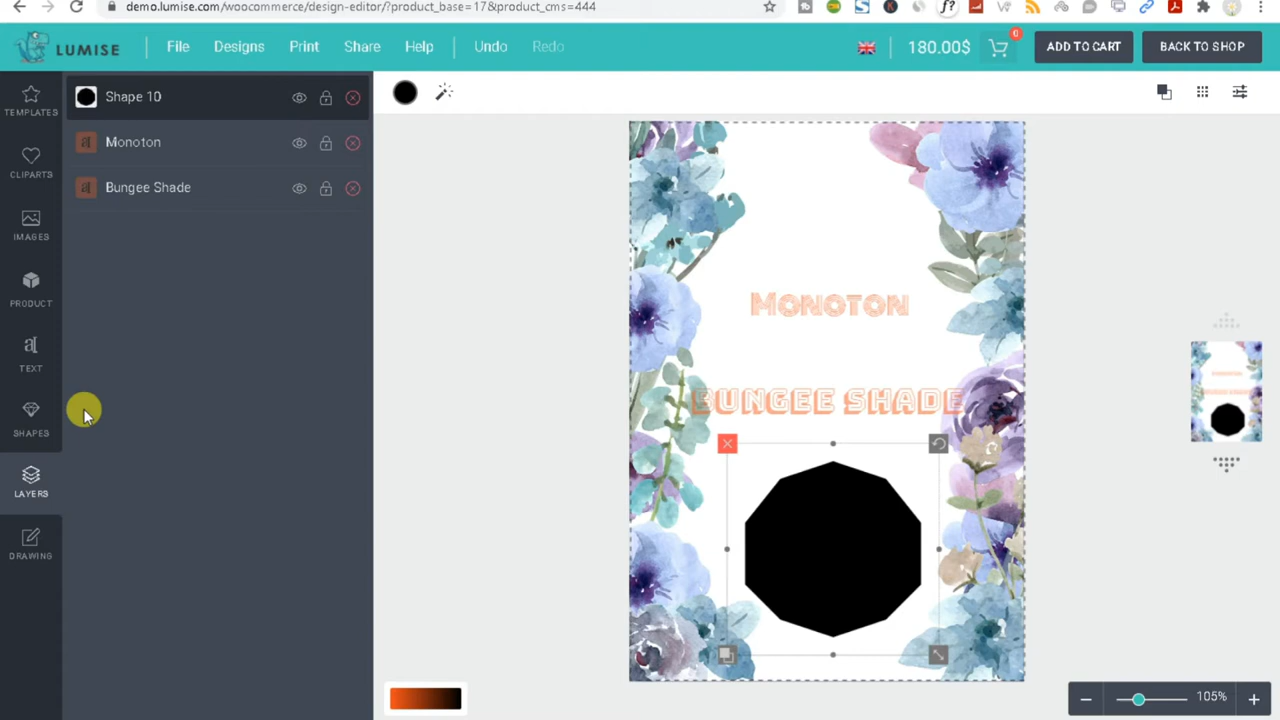 demo.lumise.com/woocommerce/design-editor/?product_base=17&product_cms=444
LUMISE File Designs Print Share Help Undo Redo 180.00$ 0 ADD TO CART BACK TO SHOP
TEMPLATES
CLIPARTS
IMAGES
PRODUCT
TEXT
SHAPES
LAYERS
DRAWING
Shape 10
Monoton
Bungee Shade
MONOTON
BUNGEE SHADE
105%